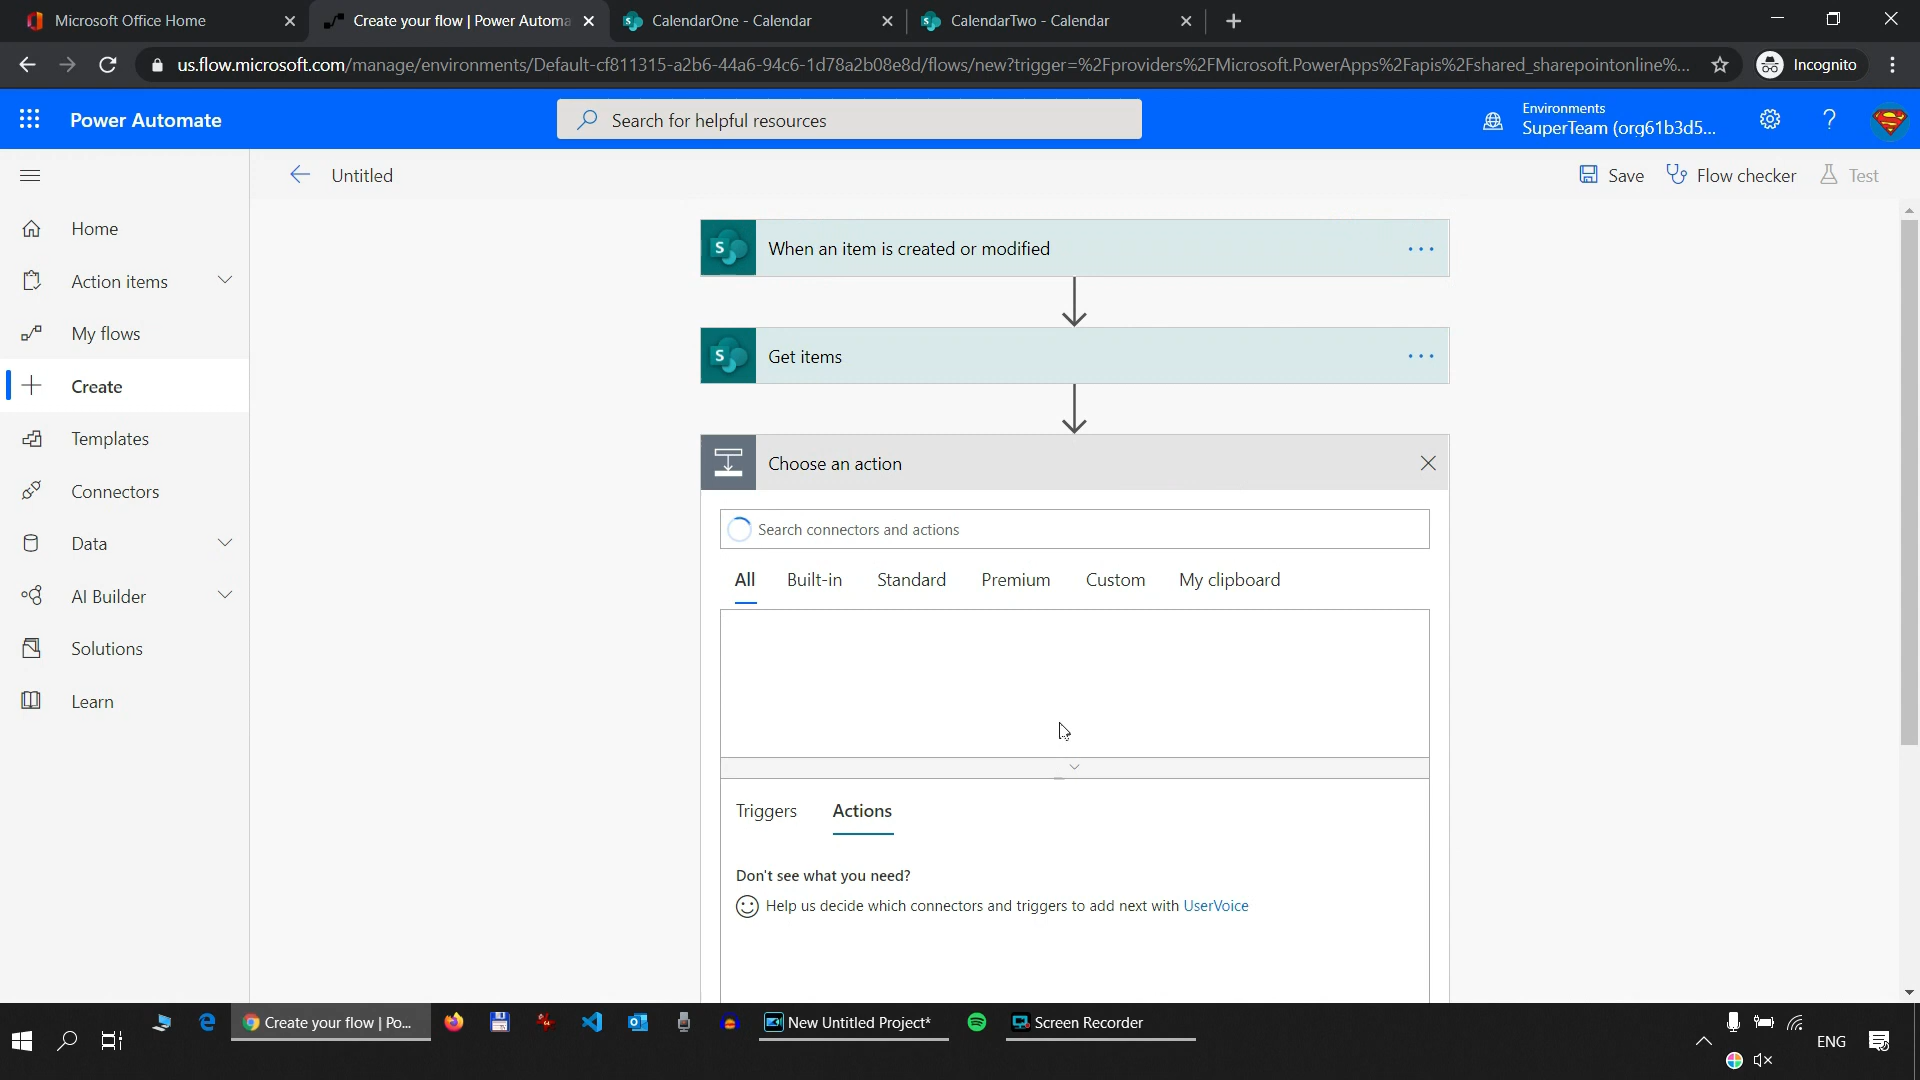 Microsoft Office Home
Create your flow | Power Automa
CalendarOne - Calendar
CalendarTwo - Calendar
us.flow.microsoft.com/manage/environments/Default-cf811315-a2b6-44a6-94c6-1d78a2b08e8d/flows/new?trigger=%2Fproviders%2FMicrosoft.PowerApps%2Fapis%2Fshared_sharepointonline%...
Incognito
Power Automate
Search for helpful resources
Environments
SuperTeam (org61b3d5...
Untitled
Save
Flow checker
Test
Home
Action items
My flows
Create
Templates
Connectors
Data
AI Builder
Solutions
Learn
When an item is created or modified
Get items
Choose an action
Search connectors and actions
All
Built-in
Standard
Premium
Custom
My clipboard
Triggers
Actions
Don't see what you need?
Help us decide which connectors and triggers to add next with UserVoice
Create your flow | Po...
New Untitled Project*
Screen Recorder
ENG